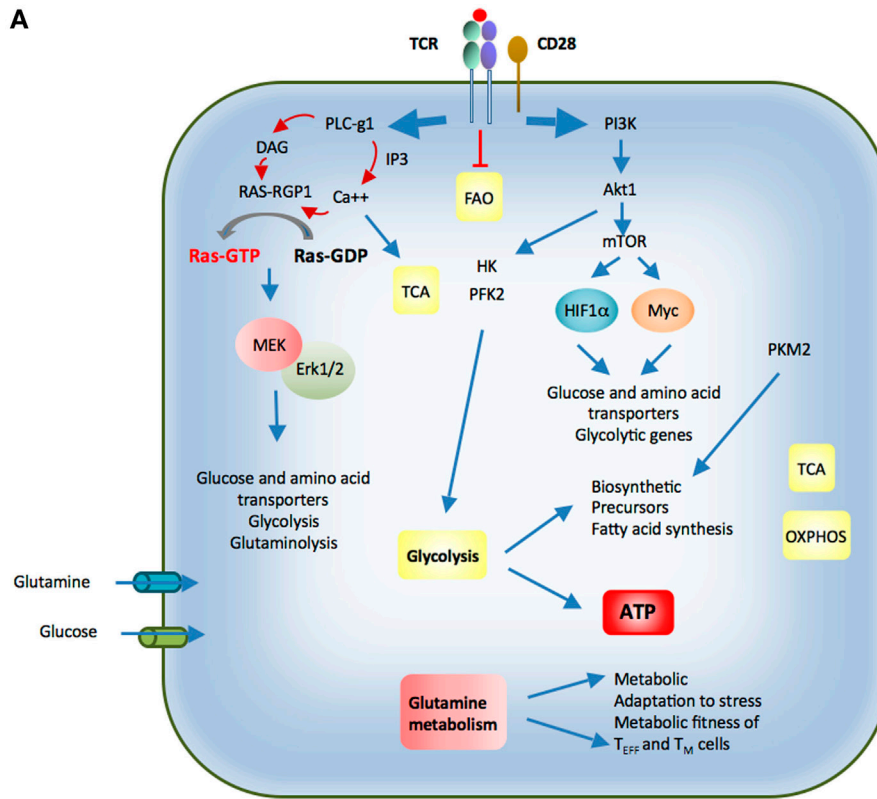 A
TCR
CD28
PLC-g1
PI3K
DAG
IP3
RAS-RGP1
Ca++
FAO
Akt1
Ras-GTP
Ras-GDP
mTOR
TCA
HK
PFK2
HIF1α
Myc
MEK
Erk1/2
PKM2
Glucose and amino acid
transporters
Glycolytic genes
Glucose and amino acid
transporters
Glycolysis
Glutaminolysis
TCA
Biosynthetic
Precursors
Fatty acid synthesis
OXPHOS
Glycolysis
Glutamine
ATP
Glucose
Glutamine
metabolism
Metabolic
Adaptation to stress
Metabolic fitness of
TEFF and TM cells